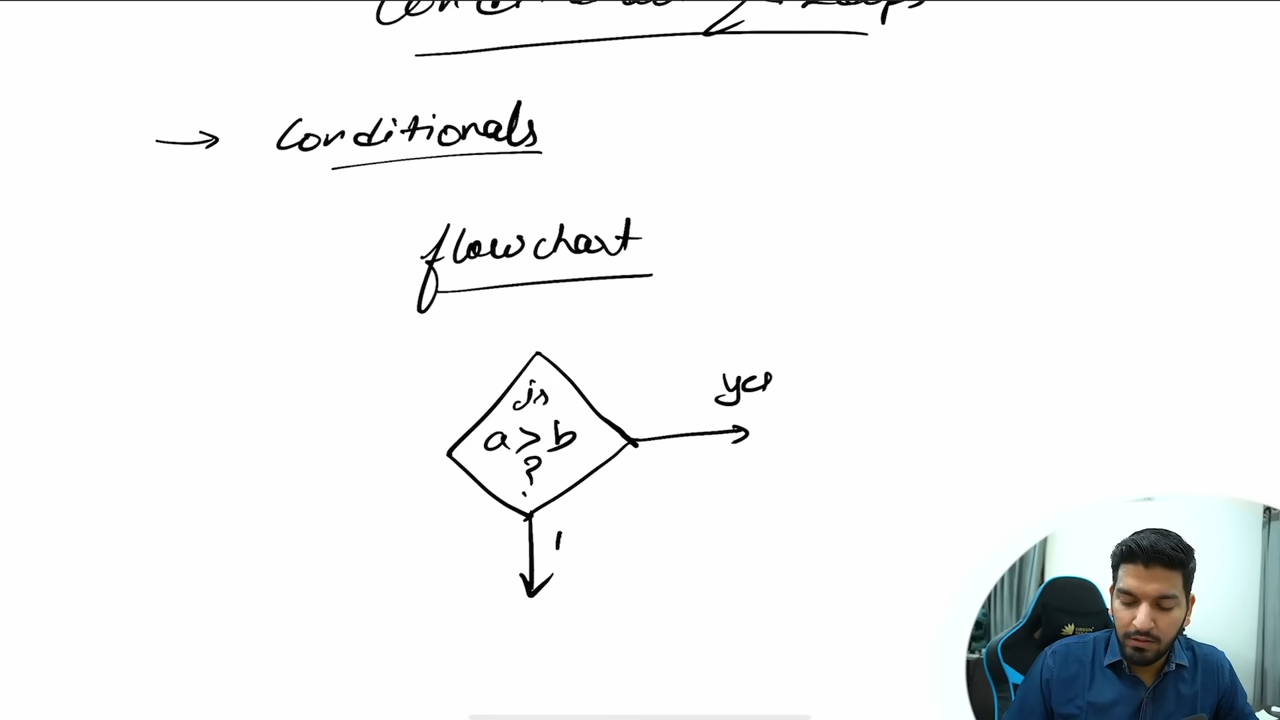 → Conditionals
flowchart
is
a > b
?
yes